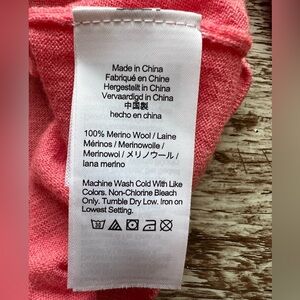 Made in China
Fabriqué en Chine
Hergestellt in China
Vervaardigd in China
中国製
hecho en china
100% Merino Wool / Laine
Mérinos / Merinowolle /
Merinowol / メリノウール /
lana merino
Machine Wash Cold With Like
Colors. Non-Chlorine Bleach
Only. Tumble Dry Low. Iron on
Lowest Setting.